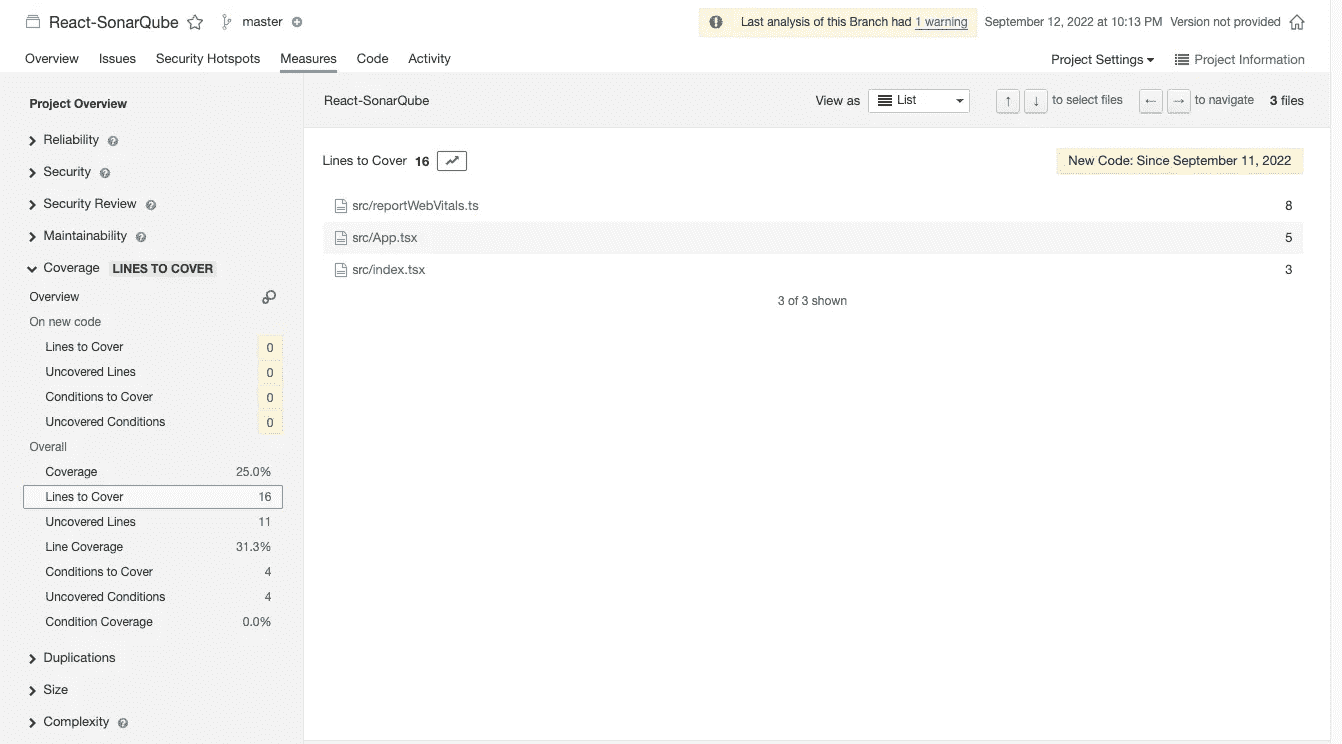 React-SonarQube master Last analysis of this Branch had 1 warning September 12, 2022 at 10:13 PM Version not provided
Overview Issues Security Hotspots Measures Code Activity Project Settings Project Information
Project Overview
Reliability ?
Security ?
Security Review ?
Maintainability ?
Coverage LINES TO COVER
Overview
On new code
Lines to Cover 0
Uncovered Lines 0
Conditions to Cover 0
Uncovered Conditions 0
Overall
Coverage 25.0%
Lines to Cover 16
Uncovered Lines 11
Line Coverage 31.3%
Conditions to Cover 4
Uncovered Conditions 4
Condition Coverage 0.0%
Duplications
Size
Complexity ?
React-SonarQube View as List ↑ ↓ to select files ← → to navigate 3 files
Lines to Cover 16 New Code: Since September 11, 2022
src/reportWebVitals.ts 8
src/App.tsx 5
src/index.tsx 3
3 of 3 shown